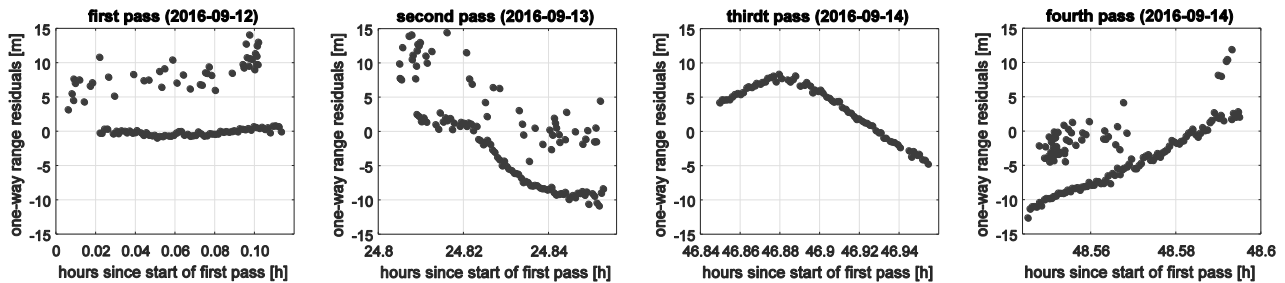 first pass (2016-09-12)
one-way range residuals [m]
15
10
5
0
-5
-10
-15
0 0.02 0.04 0.06 0.08 0.10
hours since start of first pass [h]
second pass (2016-09-13)
one-way range residuals [m]
15
10
5
0
-5
-10
-15
24.8 24.82 24.84
hours since start of first pass [h]
thirdt pass (2016-09-14)
one-way range residuals [m]
15
10
5
0
-5
-10
-15
46.84 46.86 46.88 46.9 46.92 46.94
hours since start of first pass [h]
fourth pass (2016-09-14)
one-way range residuals [m]
15
10
5
0
-5
-10
-15
48.56 48.58 48.6
hours since start of first pass [h]